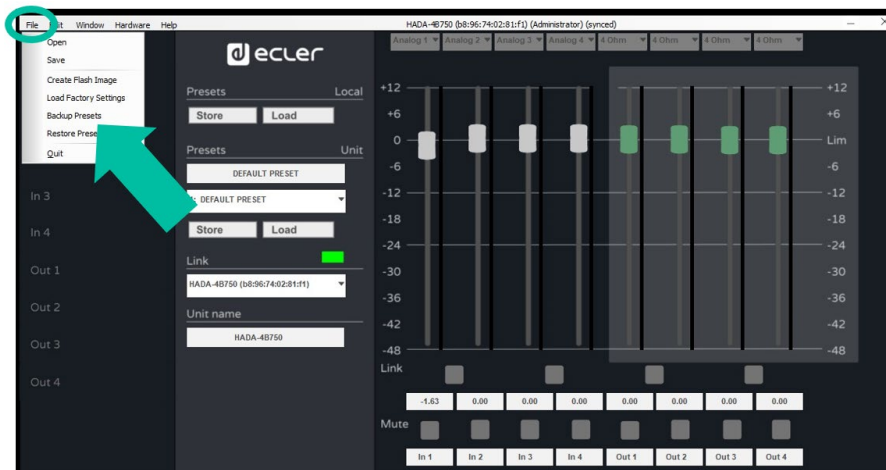 File Edit Window Hardware Help
HADA-4B750 (b8:96:74:02:81:f1) (Administrator) (synced)
Open
Save
Create Flash Image
Load Factory Settings
Backup Presets
Restore
Quit
In 3
In 4
Out 1
Out 2
Out 3
Out 4
ecler
Presets Local
Store Load
Presets Unit
DEFAULT PRESET
DEFAULT PRESET
Store Load
Link
HADA-4B750 (b8:96:74:02:81:f1)
Unit name
HADA-4B750
Analog 1 Analog 2 Analog 3 Analog 4 4 Ohm 4 Ohm 4 Ohm 4 Ohm
+12 +12
+6 +6
0 Lim
-6 -6
-12 -12
-18 -18
-24 -24
-30 -30
-36 -36
-42 -42
-48 -48
Link
-1.63 0.00 0.00 0.00 0.00 0.00 0.00 0.00
Mute
In 1 In 2 In 3 In 4 Out 1 Out 2 Out 3 Out 4